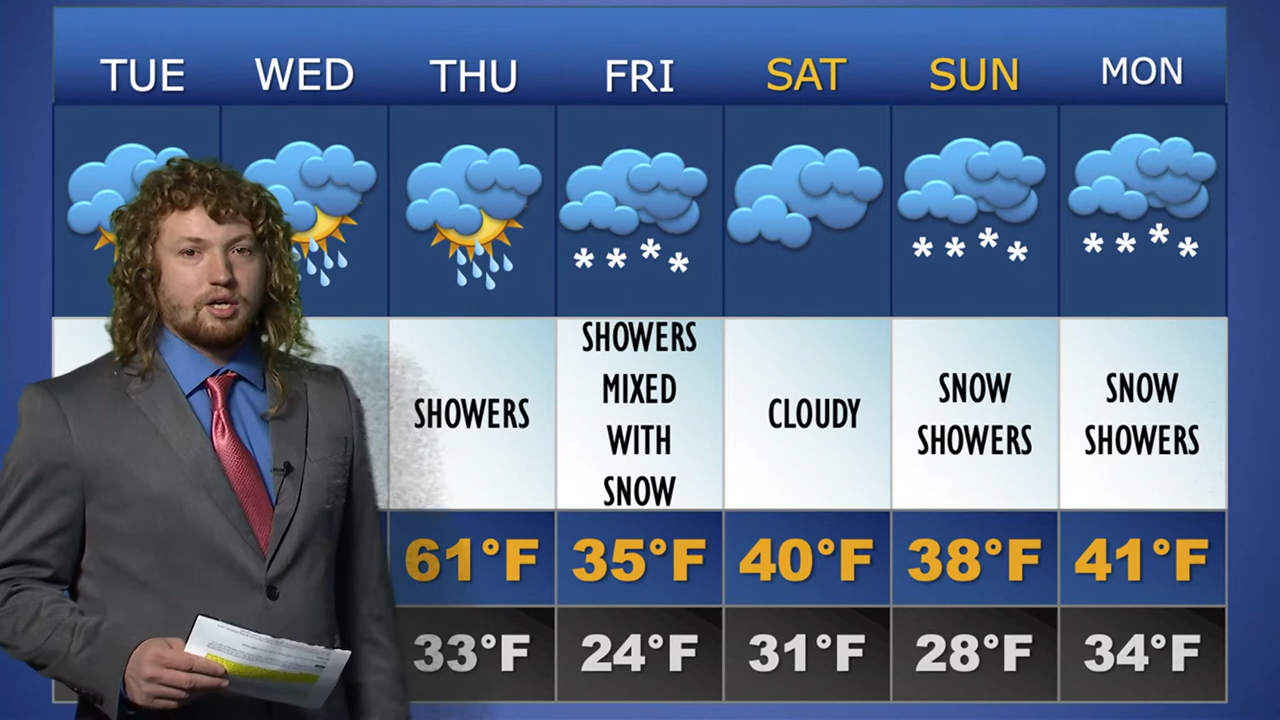 TUE WED THU FRI SAT SUN MON
SHOWERS
SHOWERS
MIXED
WITH
SNOW
CLOUDY
SNOW
SHOWERS
SNOW
SHOWERS
61°F 35°F 40°F 38°F 41°F
33°F 24°F 31°F 28°F 34°F